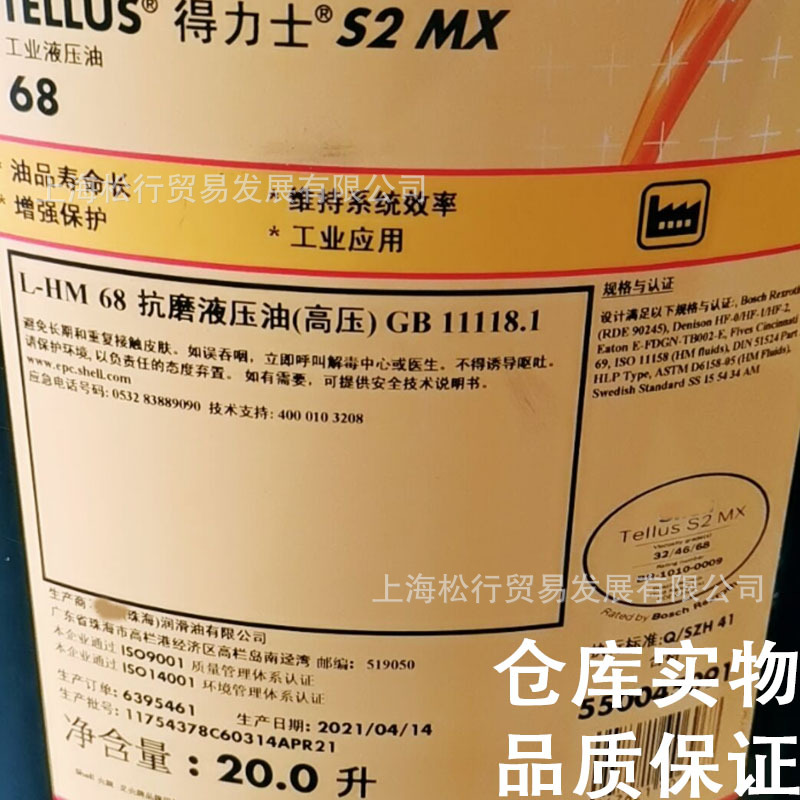 TELLUS® 得力士® S2 MX
工业液压油
68
* 油品寿命长
* 增强保护
* 维持系统效率
* 工业应用
上海松行贸易发展有限公司
L-HM 68 抗磨液压油(高压) GB 11118.1
避免长期和重复接触皮肤。如误吞咽，立即呼叫解毒中心或医生。不得诱导呕吐。
请保护环境，以负责任的态度弃置。如有需要，可提供安全技术说明书。
www.epc.shell.com
应急电话号码: 0532 83889090 技术支持: 400 010 3208
规格与认证
设计满足以下规格与认证: Bosch Rexroth
(RDE 90245), Denison HF-0/HF-1/HF-2,
Eaton E-FDGN-TB002-E, Fives Cincinnati
69, ISO 11158 (HM fluids), DIN 51524 Part
HLP Type, ASTM D6158-05 (HM Fluids),
Swedish Standard SS 15 54 34 AM
Tellus S2 MX
Viscosity grade(s)
32/46/68
Rating number
-1010-0009
Rated by Bosch
上海松行贸易发展有限公司
生产商
珠海)润滑油有限公司
广东省珠海市高栏港经济区高栏岛南迳湾 邮编: 519050
本企业通过 ISO9001 质量管理体系认证
本企业通过 ISO14001 环境管理体系认证
标准: Q/SZH 41
生产订单: 6395461
生产批号: 11754378C60314APR21
生产日期: 2021/04/14
净含量: 20.0 升
仓库实物
品质保证